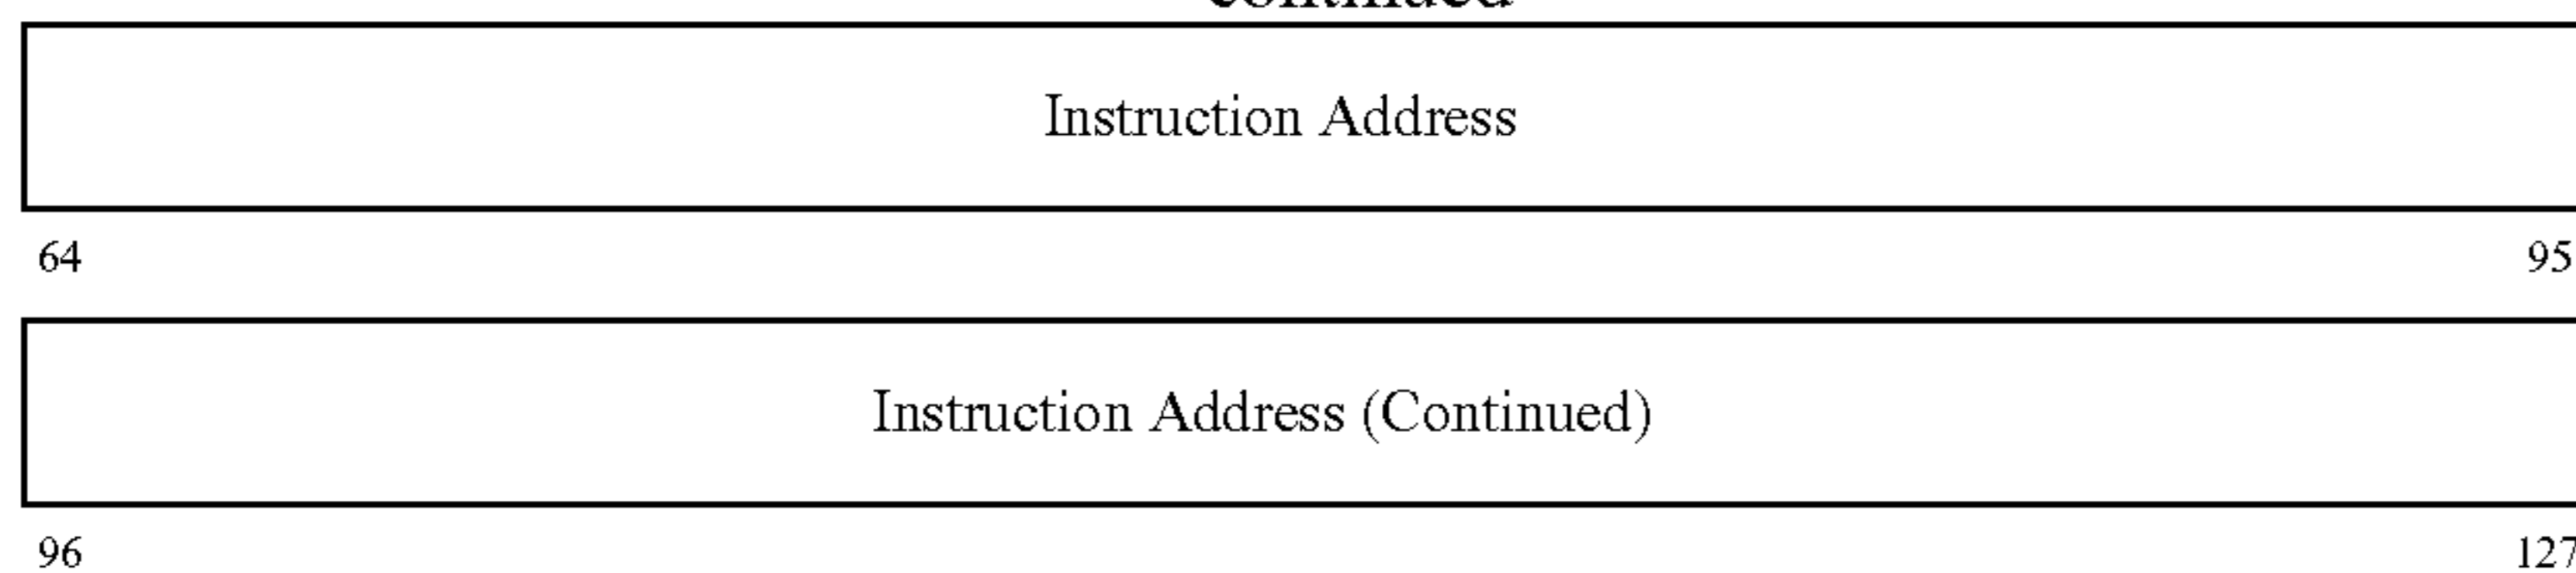 Instruction Address
64 95
Instruction Address (Continued)
96 127